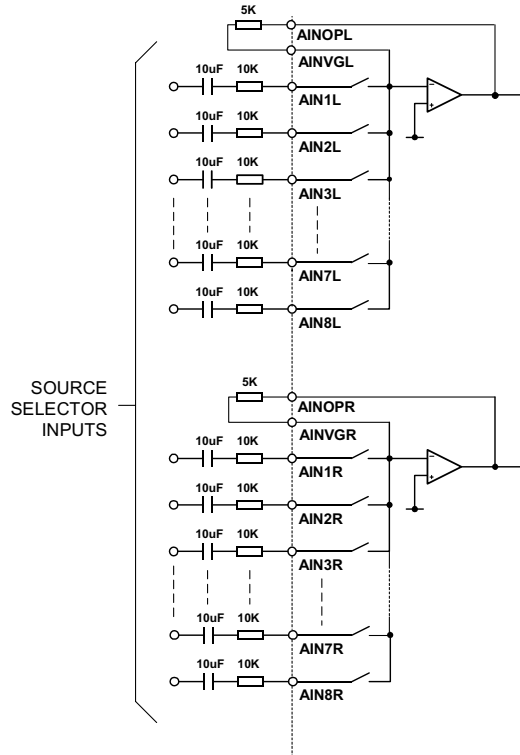 5K
AINOPL
AINVGL
10uF 10K
AIN1L
10uF 10K
AIN2L
10uF 10K
AIN3L
10uF 10K
AIN7L
10uF 10K
AIN8L
SOURCE
SELECTOR
INPUTS
5K
AINOPR
AINVGR
10uF 10K
AIN1R
10uF 10K
AIN2R
10uF 10K
AIN3R
10uF 10K
AIN7R
10uF 10K
AIN8R